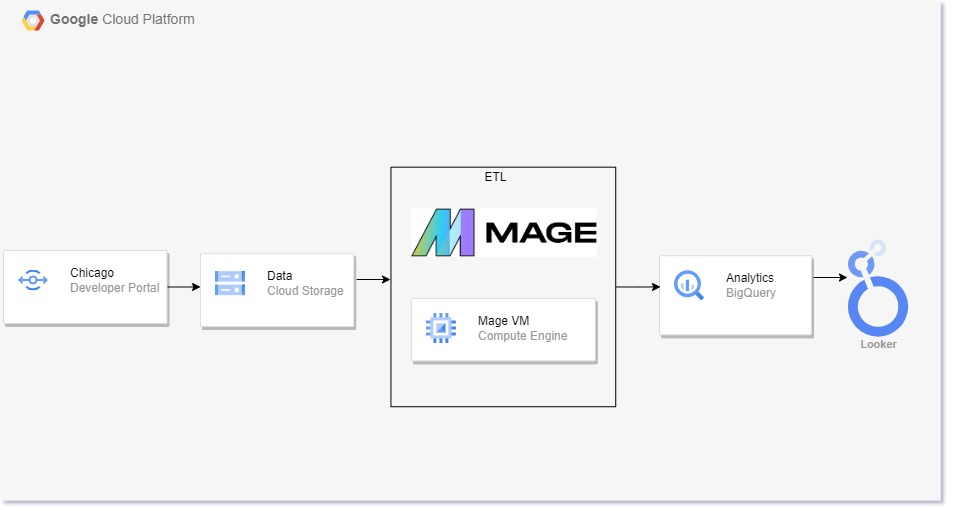 Google Cloud Platform
ETL
MAGE
Chicago
Developer Portal
Data
Cloud Storage
Mage VM
Compute Engine
Analytics
BigQuery
Looker